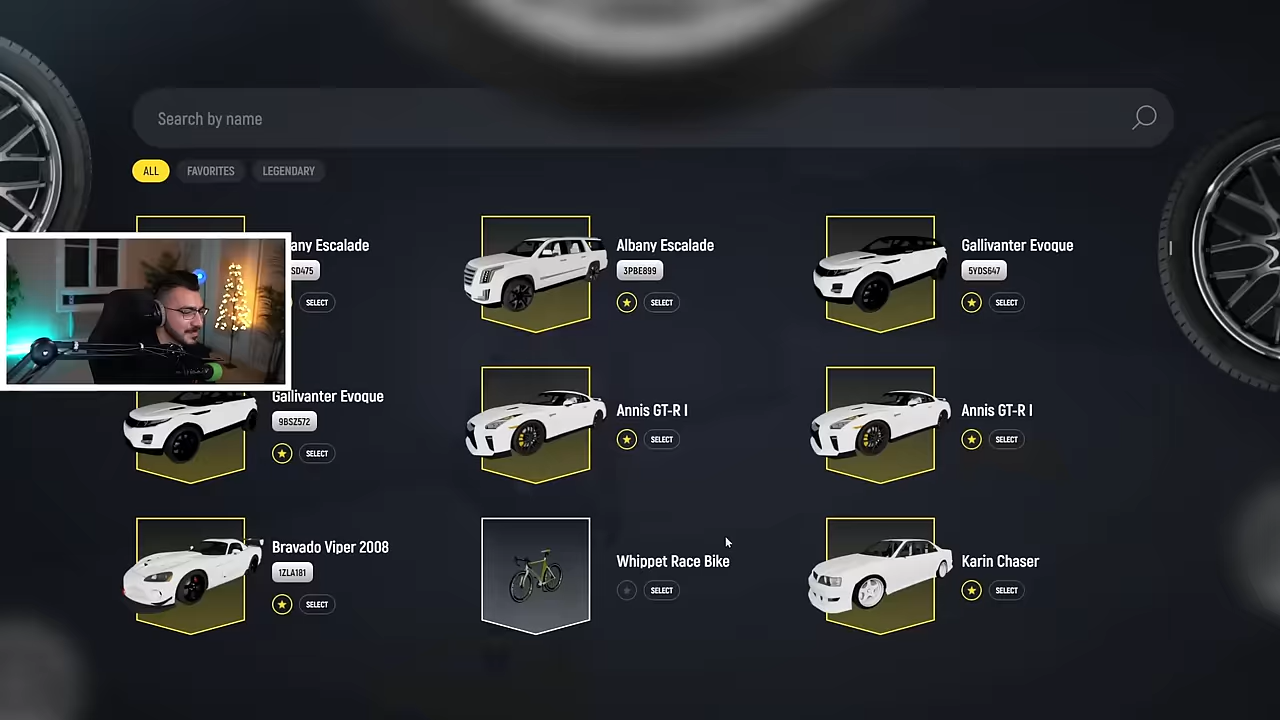 Search by name
ALL
FAVORITES
LEGENDARY
any Escalade
SD475
SELECT
Albany Escalade
3PBE899
SELECT
Gallivanter Evoque
5YDS647
SELECT
Gallivanter Evoque
9BSZ572
SELECT
Annis GT-R I
SELECT
Annis GT-R I
SELECT
Bravado Viper 2008
1ZLA181
SELECT
Whippet Race Bike
SELECT
Karin Chaser
SELECT